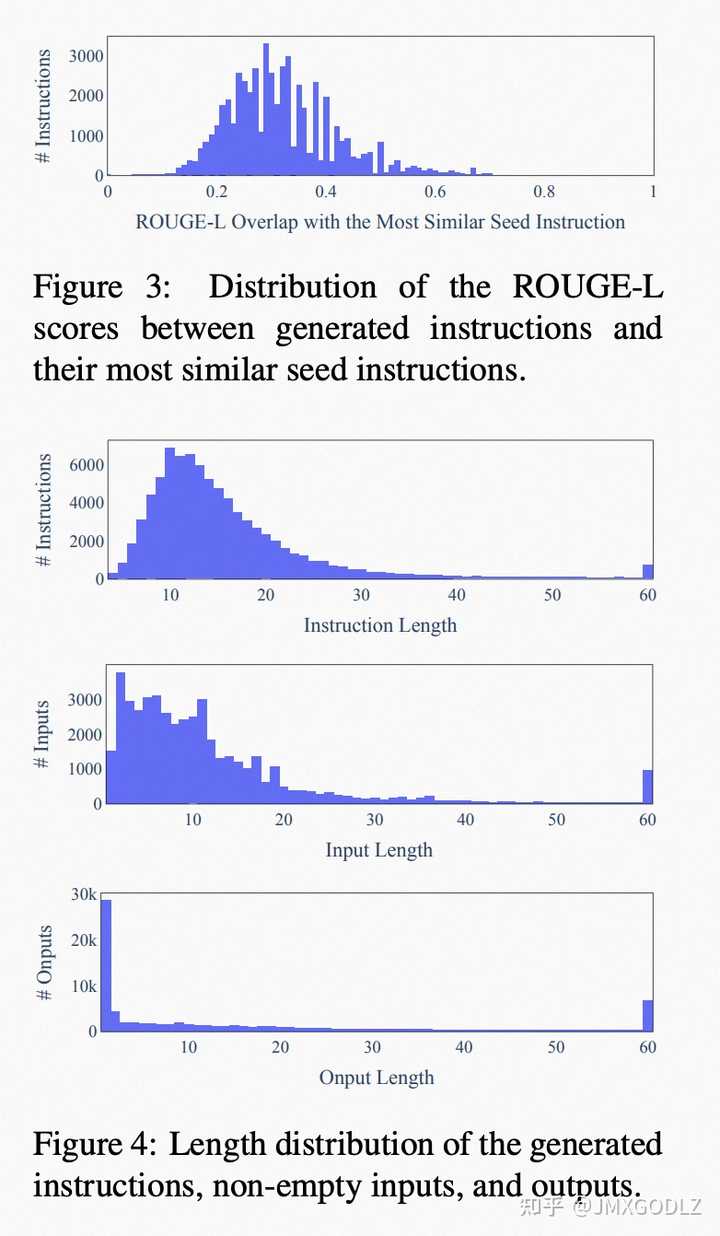 3000
2000
1000
0
# Instructions
0
0.2
0.4
0.6
0.8
1
ROUGE-L Overlap with the Most Similar Seed Instruction
Figure 3: Distribution of the ROUGE-L
scores between generated instructions and
their most similar seed instructions.
6000
4000
2000
0
# Instructions
10
20
30
40
50
60
Instruction Length
3000
2000
1000
0
# Inputs
10
20
30
40
50
60
Input Length
30k
20k
10k
0
# Onputs
10
20
30
40
50
60
Onput Length
Figure 4: Length distribution of the generated
instructions, non-empty inputs, and outputs.
知乎 @JMXGODLZ